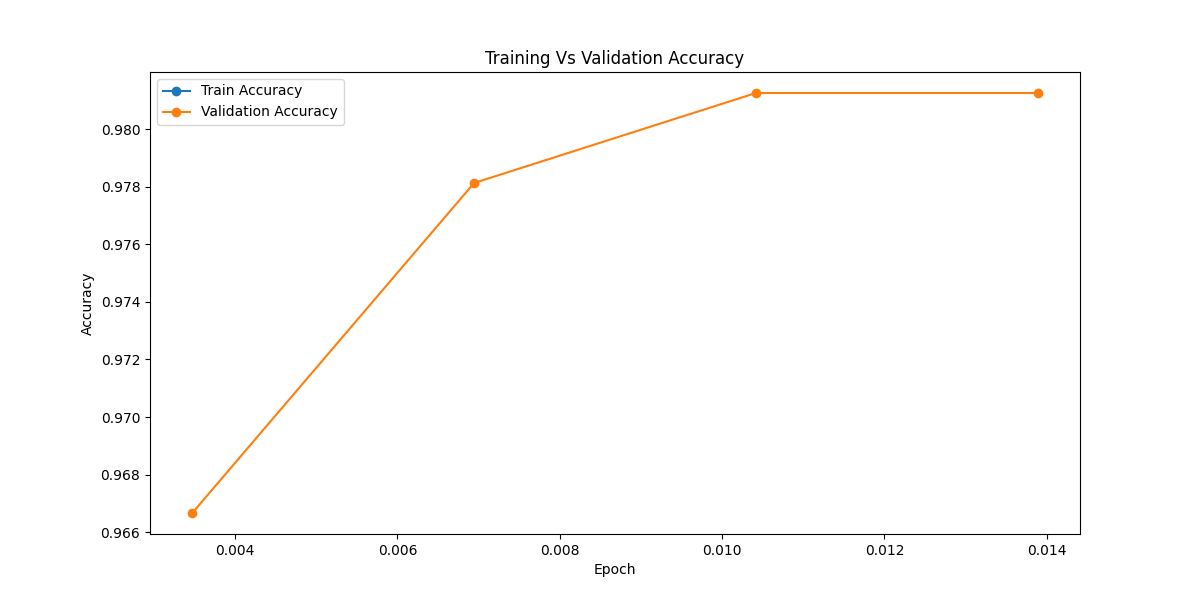 Training Vs Validation Accuracy
Train Accuracy
Validation Accuracy
0.980
0.978
0.976
0.974
0.972
0.970
0.968
0.966
Accuracy
0.004 0.006 0.008 0.010 0.012 0.014
Epoch